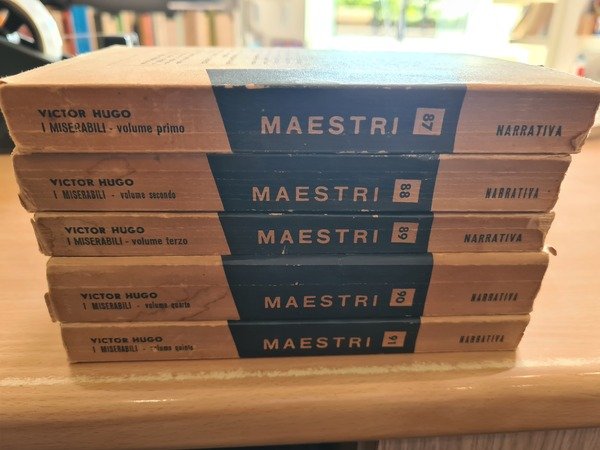 VICTOR HUGO
I MISERABILI - volume primo
MAESTRI
87
NARRATIVA
VICTOR HUGO
I MISERABILI - volume secondo
MAESTRI
88
NARRATIVA
VICTOR HUGO
I MISERABILI - volume terzo
MAESTRI
89
NARRATIVA
VICTOR HUGO
I MISERABILI - volume quarto
MAESTRI
90
NARRATIVA
VICTOR HUGO
I MISERABILI - volume quinto
MAESTRI
91
NARRATIVA